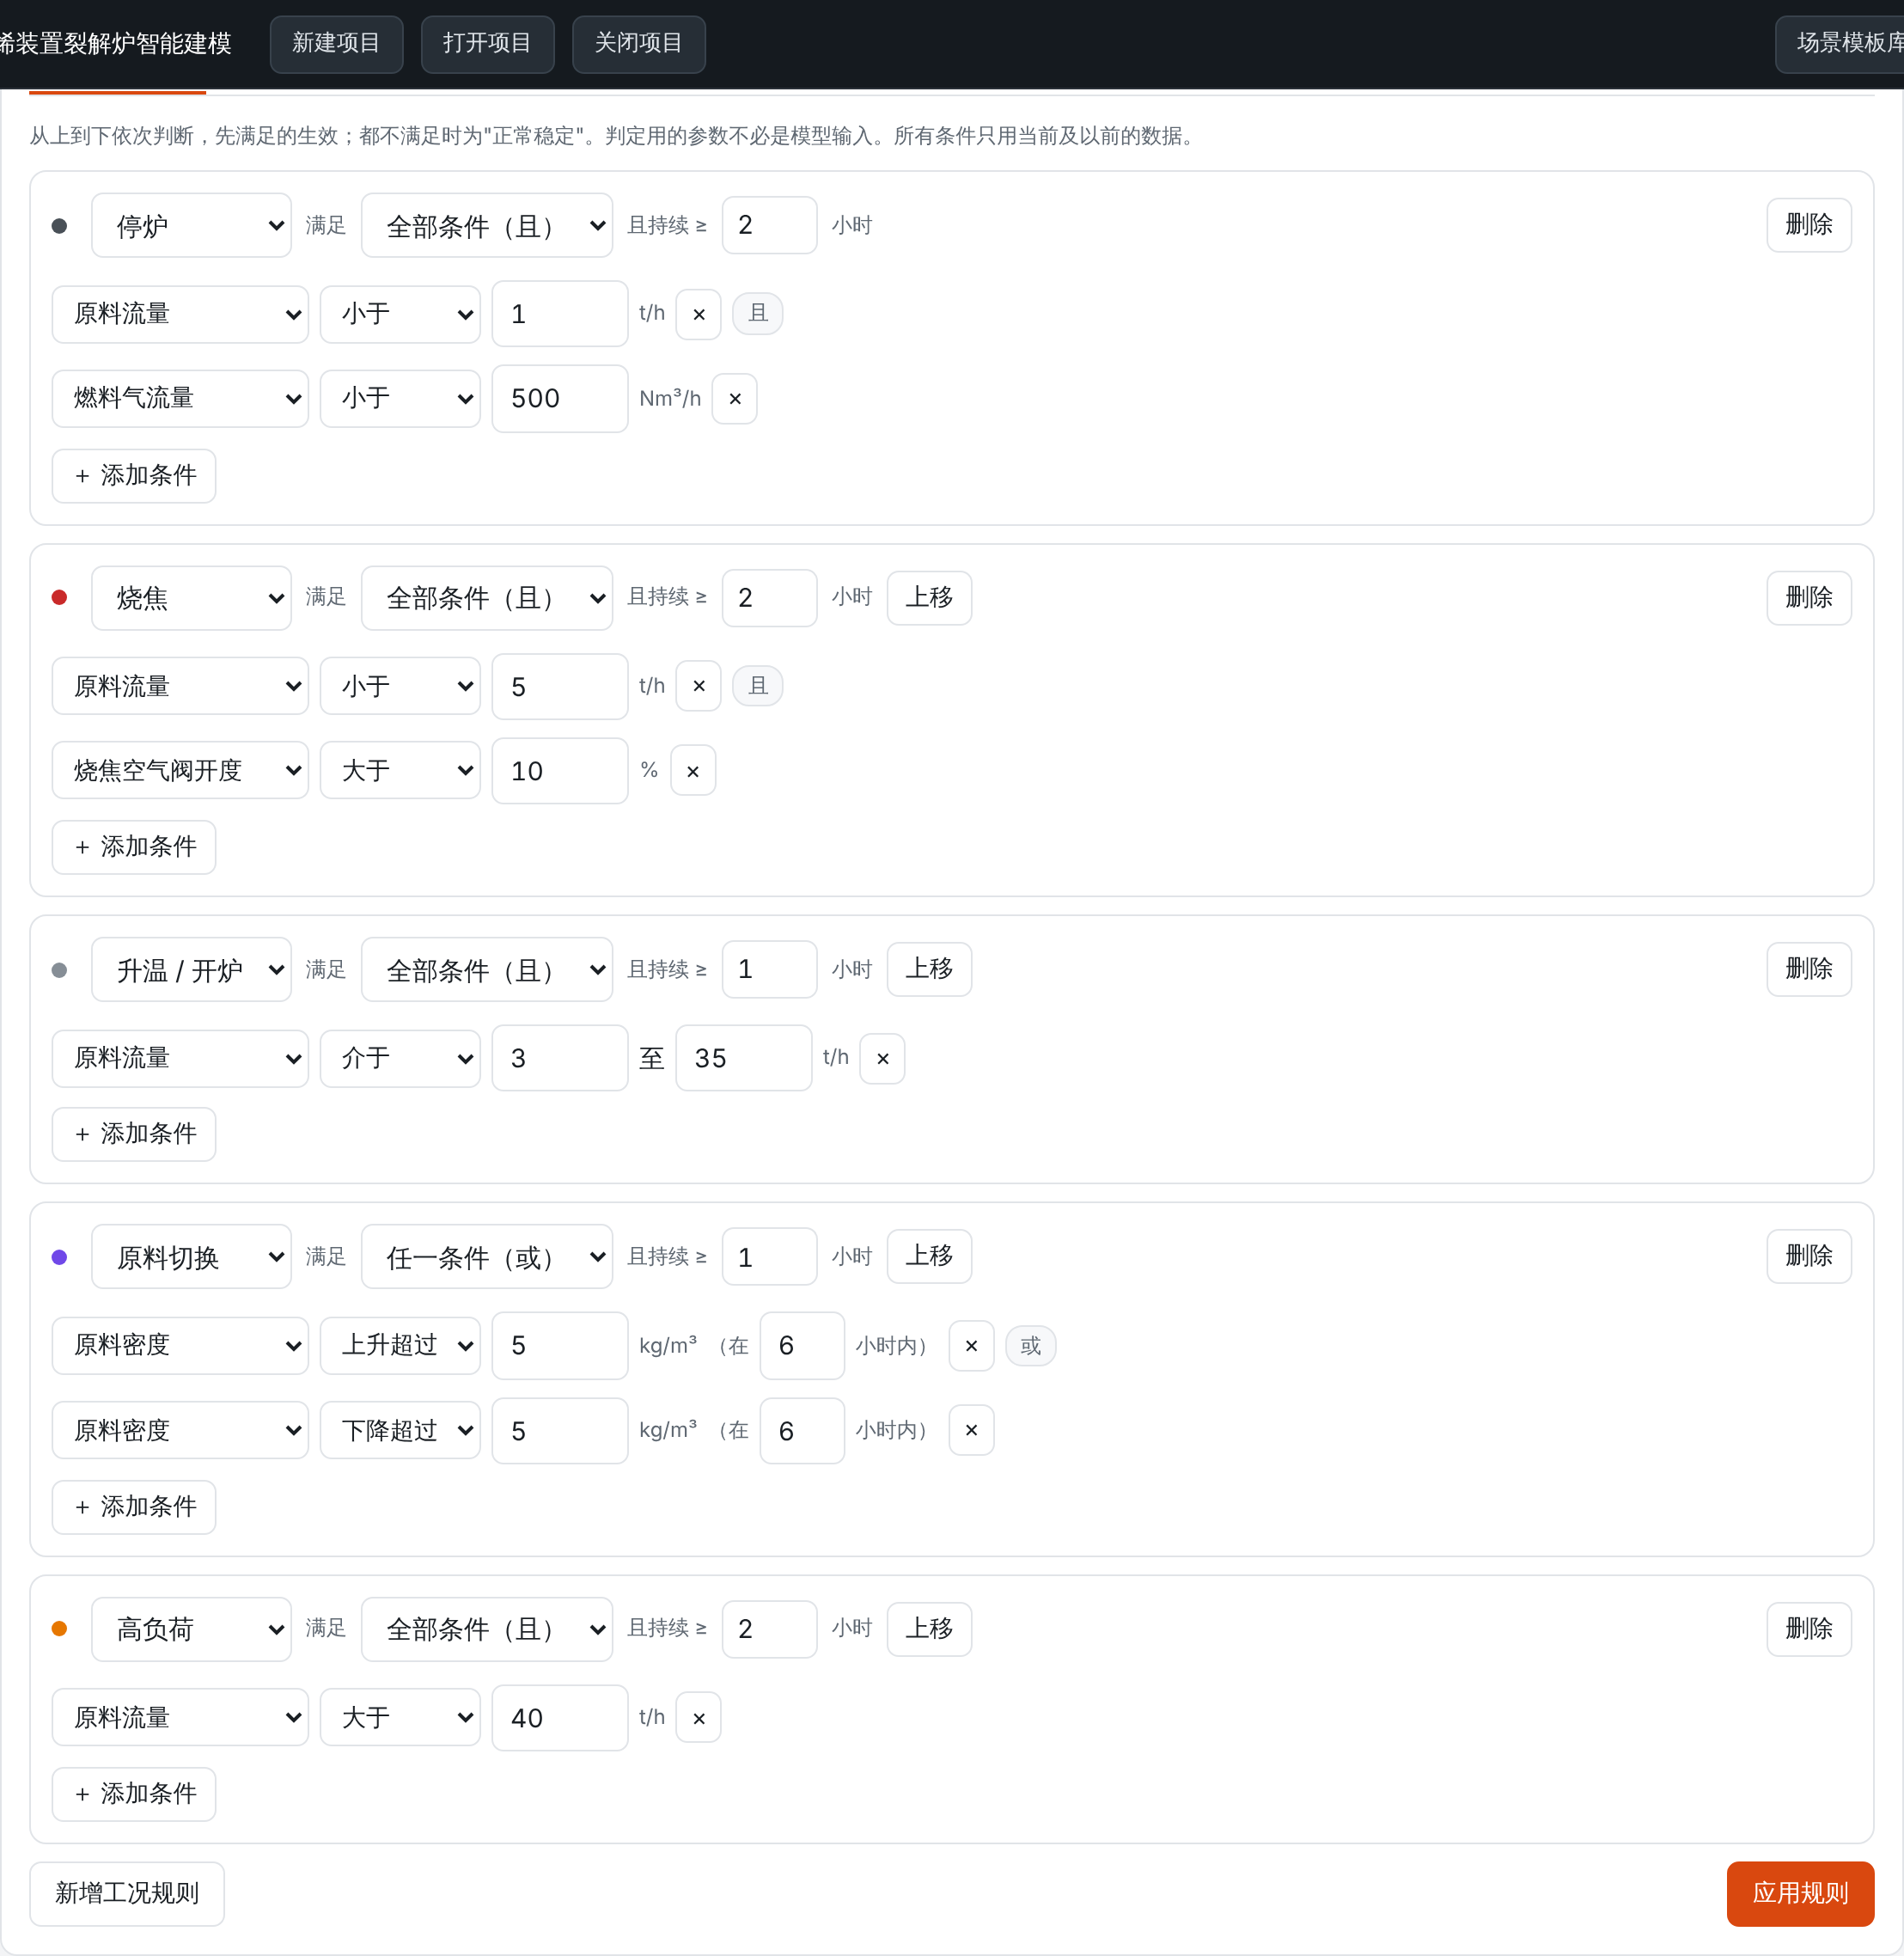 烯装置裂解炉智能建模 新建项目 打开项目 关闭项目 场景模板库
从上到下依次判断，先满足的生效；都不满足时为"正常稳定"。判定用的参数不必是模型输入。所有条件只用当前及以前的数据。
停炉 满足 全部条件（且） 且持续 ≥ 2 小时 删除
原料流量 小于 1 t/h × 且
燃料气流量 小于 500 Nm³/h ×
+ 添加条件
烧焦 满足 全部条件（且） 且持续 ≥ 2 小时 上移 删除
原料流量 小于 5 t/h × 且
烧焦空气阀开度 大于 10 % ×
+ 添加条件
升温 / 开炉 满足 全部条件（且） 且持续 ≥ 1 小时 上移 删除
原料流量 介于 3 至 35 t/h ×
+ 添加条件
原料切换 满足 任一条件（或） 且持续 ≥ 1 小时 上移 删除
原料密度 上升超过 5 kg/m³ （在 6 小时内） × 或
原料密度 下降超过 5 kg/m³ （在 6 小时内） ×
+ 添加条件
高负荷 满足 全部条件（且） 且持续 ≥ 2 小时 上移 删除
原料流量 大于 40 t/h ×
+ 添加条件
新增工况规则 应用规则